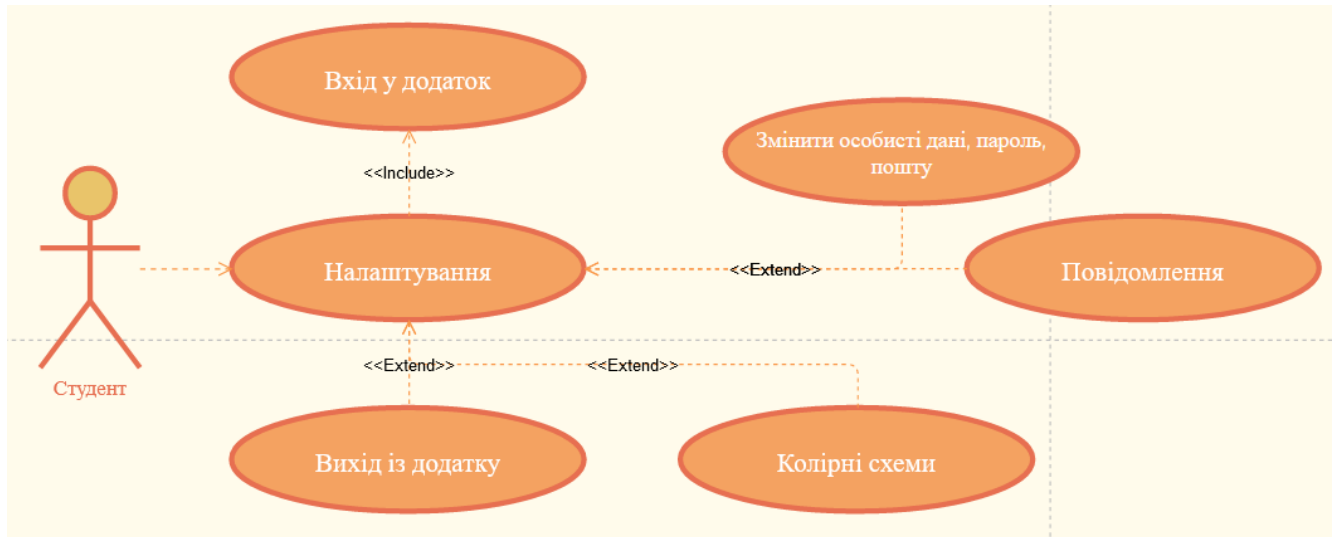 Вхід у додаток
Змінити особисті дані, пароль,
пошту
<<Include>>
Налаштування
<<Extend>>
Повідомлення
<<Extend>>
<<Extend>>
Студент
Вихід із додатку
Колірні схеми